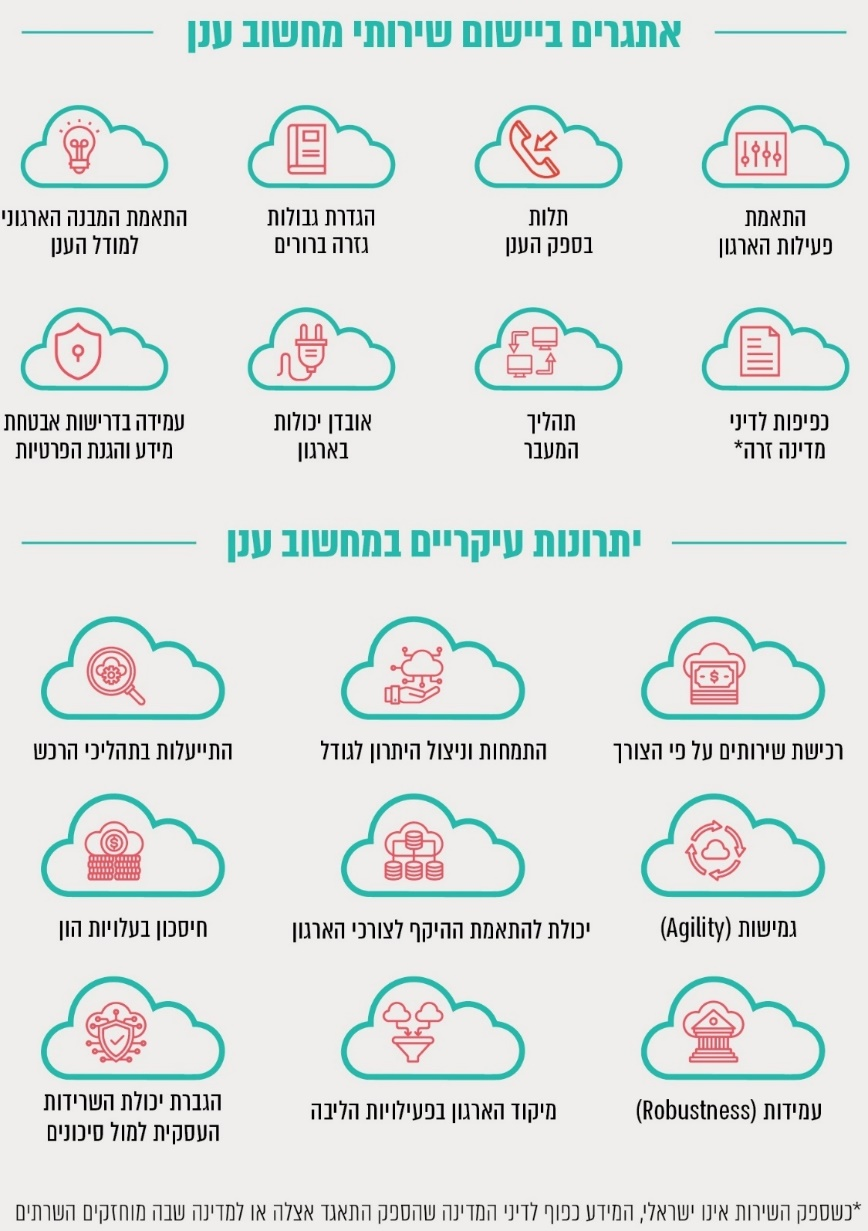 אתגרים ביישום שירותי מחשוב ענן
התאמת
פעילות הארגון
תלות
בספק הענן
הגדרת גבולות
גזרה ברורים
התאמת המבנה הארגוני
למודל הענן
כפיפות לדיני
מדינה זרה*
תהליך
המעבר
אובדן יכולות
בארגון
עמידה בדרישות אבטחת
מידע והגנת הפרטיות
יתרונות עיקריים במחשוב ענן
רכישת שירותים על פי הצורך
התמחות וניצול היתרון לגודל
התייעלות בתהליכי הרכש
גמישות (Agility)
יכולת להתאמת ההיקף לצורכי הארגון
חיסכון בעלויות הון
עמידות (Robustness)
מיקוד הארגון בפעילויות הליבה
הגברת יכולת השרידות
העסקית למול סיכונים
*כשספק השירות אינו ישראלי, המידע כפוף לדיני המדינה שהספק התאגד אצלה או למדינה שבה מוחזקים השרתים